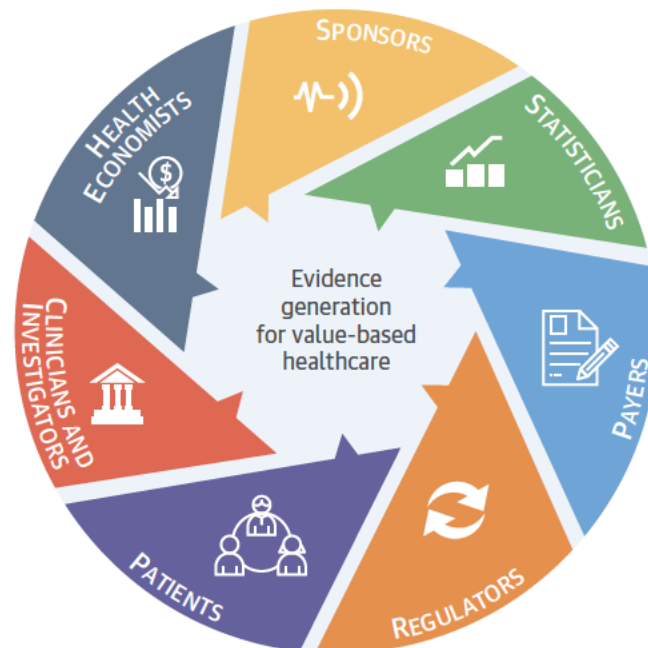 SPONSORS
STATISTICIANS
PAYERS
REGULATORS
PATIENTS
CLINICIANS AND
INVESTIGATORS
HEALTH
ECONOMISTS
$
Evidence
generation
for value-based
healthcare